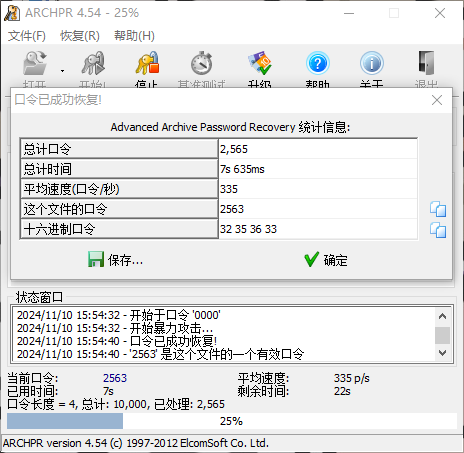 ARCHPR 4.54 - 25%
文件(F) 恢复(R) 帮助(H)
打开 开始! 停止 基准测试 升级 帮助 关于 退出
口令已成功恢复!
Advanced Archive Password Recovery 统计信息:
总计口令 2,565
总计时间 7s 635ms
平均速度(口令/秒) 335
这个文件的口令 2563
十六进制口令 32 35 36 33
保存... 确定
状态窗口
2024/11/10 15:54:32 - 开始于口令 '0000'
2024/11/10 15:54:32 - 开始暴力攻击...
2024/11/10 15:54:40 - 口令已成功恢复!
2024/11/10 15:54:40 - '2563' 是这个文件的一个有效口令
当前口令: 2563 平均速度: 335 p/s
已用时间: 7s 剩余时间: 22s
口令长度 = 4, 总计: 10,000, 已处理: 2,565
25%
ARCHPR version 4.54 (c) 1997-2012 ElcomSoft Co. Ltd.